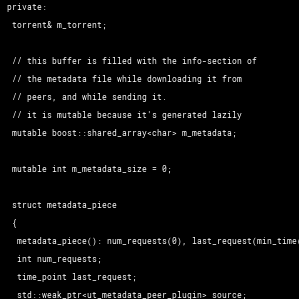 private:
torrent& m_torrent;
// this buffer is filled with the info-section of
// the metadata file while downloading it from
// peers, and while sending it.
// it is mutable because it's generated lazily
mutable boost::shared_array<char> m_metadata;
mutable int m_metadata_size = 0;
struct metadata_piece
{
metadata_piece(): num_requests(0), last_request(min_time(
int num_requests;
time_point last_request;
std::weak_ptr<ut_metadata_peer_plugin> source;